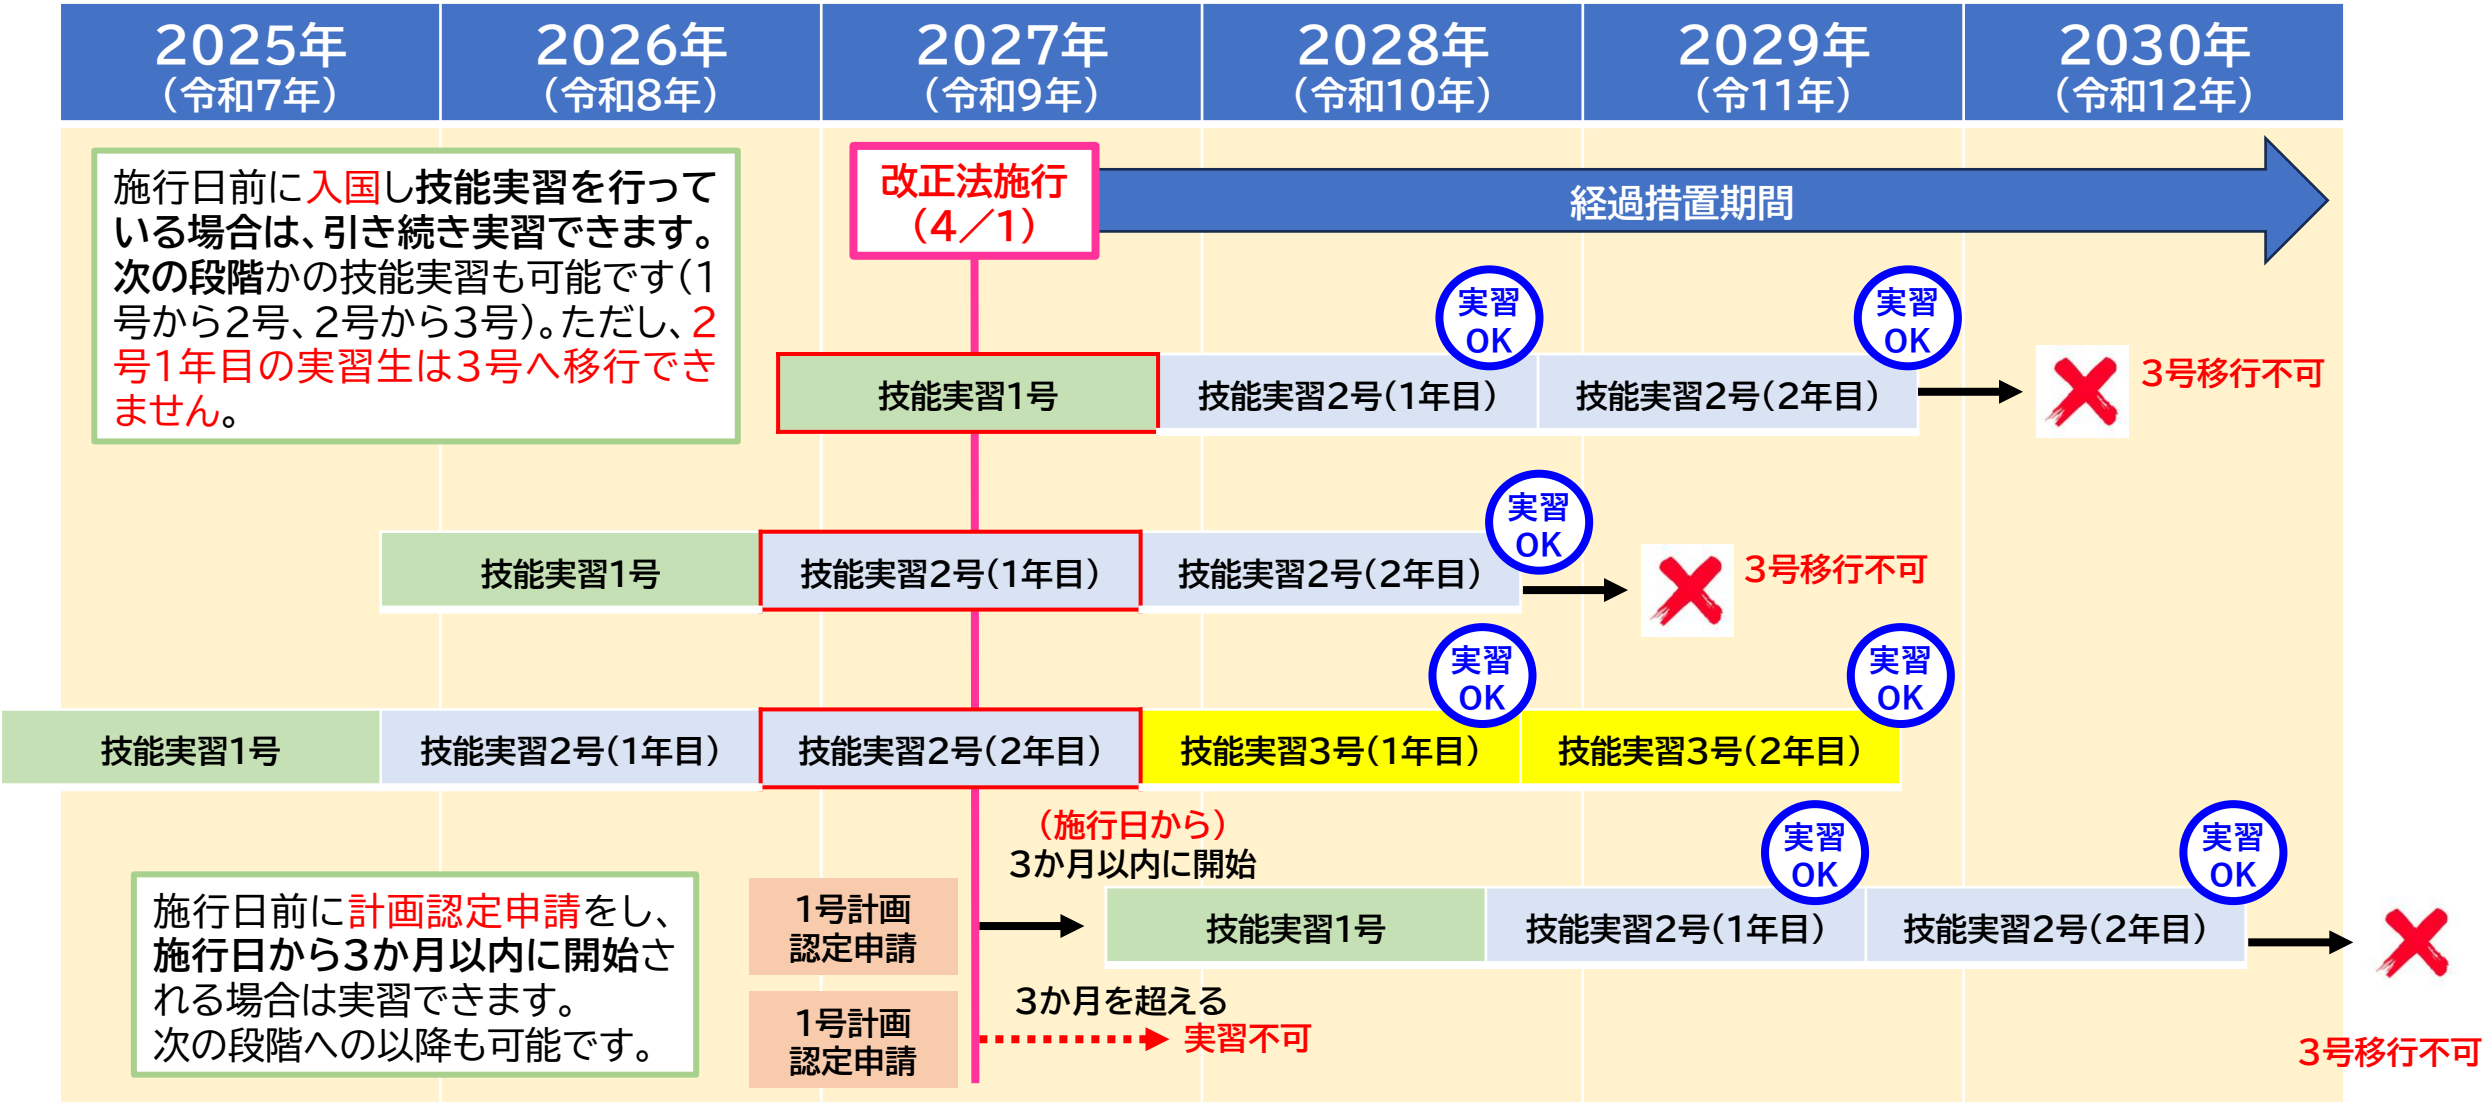 2025年
(令和7年)
2026年
(令和8年)
2027年
(令和9年)
2028年
(令和10年)
2029年
(令11年)
2030年
(令和12年)
施行日前に入国し技能実習を行って
いる場合は、引き続き実習できます。
次の段階かの技能実習も可能です(1
号から2号、2号から3号)。ただし、2
号1年目の実習生は3号へ移行でき
ません。
改正法施行
(4/1)
経過措置期間
実習
OK
実習
OK
技能実習1号
技能実習2号(1年目)
技能実習2号(2年目)
3号移行不可
実習
OK
技能実習1号
技能実習2号(1年目)
技能実習2号(2年目)
3号移行不可
実習
OK
実習
OK
技能実習1号
技能実習2号(1年目)
技能実習2号(2年目)
技能実習3号(1年目)
技能実習3号(2年目)
施行日前に計画認定申請をし、
施行日から3か月以内に開始さ
れる場合は実習できます。
次の段階への以降も可能です。
(施行日から)
3か月以内に開始
実習
OK
実習
OK
1号計画
認定申請
技能実習1号
技能実習2号(1年目)
技能実習2号(2年目)
3号移行不可
1号計画
認定申請
3か月を超える
実習不可